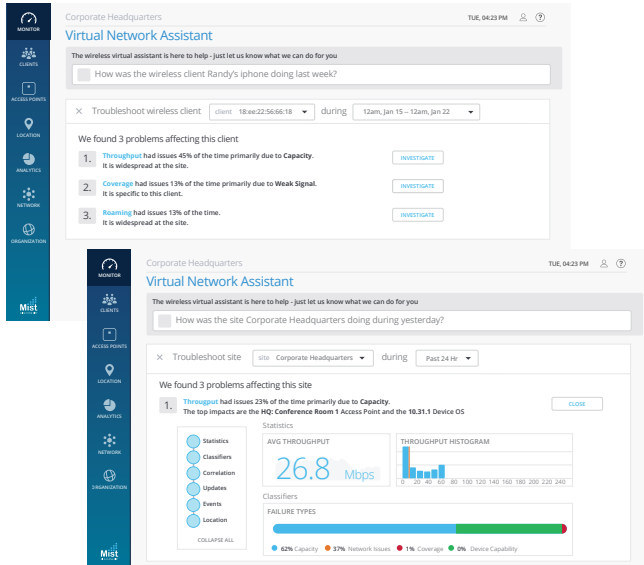 Corporate Headquarters
TUE, 04:23 PM
?
MONITOR
Virtual Network Assistant
The wireless virtual assistant is here to help - just let us know what we can do for you
CLIENTS
How was the wireless client Randy's iphone doing last week?
ACCESS POINTS
× Troubleshoot wireless client client 18:ee:22:56:66:18 during 12am, Jan 15 – 12am, Jan 22
LOCATION
We found 3 problems affecting this client
1. Throughput had issues 45% of the time primarily due to Capacity.
It is widespread at the site.
INVESTIGATE
ANALYTICS
2. Coverage had issues 13% of the time primarily due to Weak Signal.
It is specific to this client.
INVESTIGATE
NETWORK
3. Roaming had issues 13% of the time.
It is widespread at the site.
INVESTIGATE
ORGANIZATION
Mist
Corporate Headquarters
TUE, 04:23 PM
?
MONITOR
Virtual Network Assistant
The wireless virtual assistant is here to help - just let us know what we can do for you
CLIENTS
How was the site Corporate Headquarters doing during yesterday?
ACCESS POINTS
× Troubleshoot site site Corporate Headquarters during Past 24 Hr
LOCATION
We found 3 problems affecting this site
1. Througput had issues 23% of the time primarily due to Capacity.
The top impacts are the HQ: Conference Room 1 Access Point and the 10.31.1 Device OS
CLOSE
ANALYTICS
NETWORK
ORGANIZATION
Mist
Statistics
Classifiers
Correlation
Updates
Events
Location
COLLAPSE ALL
Statistics
AVG THROUGHPUT
26.8 Mbps
THROUGHPUT HISTOGRAM
0 20 40 60 80 100 120 140 160 180 200 220 240
Classifiers
FAILURE TYPES
62% Capacity 37% Network Issues 1% Coverage 0% Device Capability